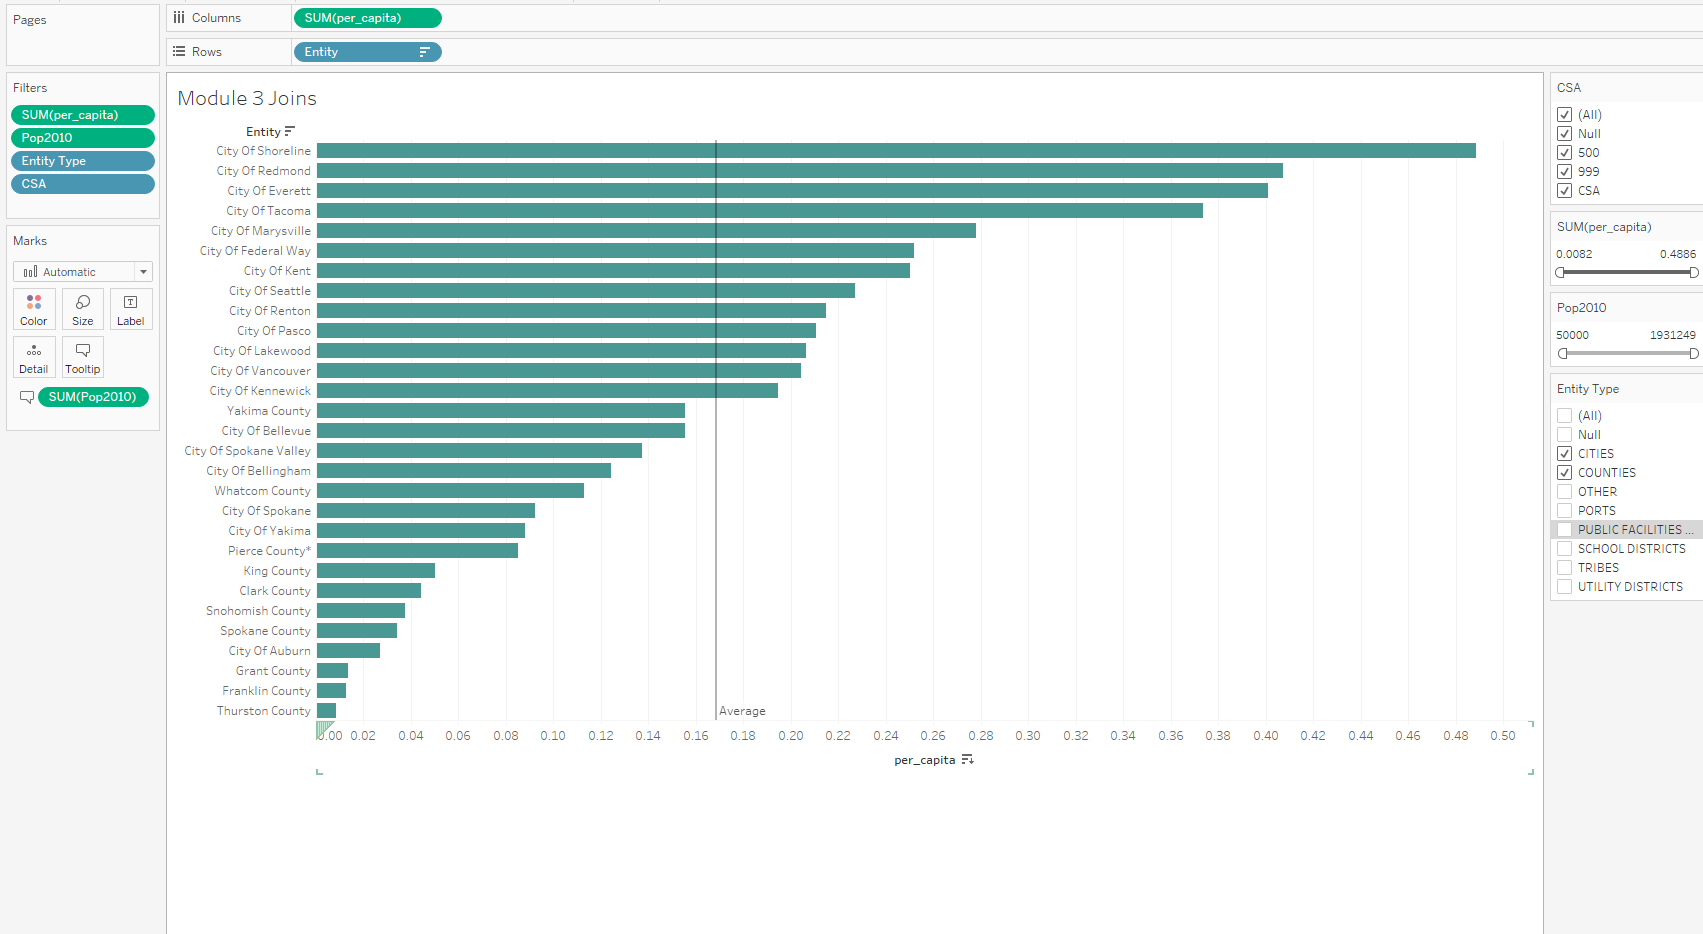 Pages
Columns
SUM(per_capita)
Rows
Entity
Filters
SUM(per_capita)
Pop2010
Entity Type
CSA
Marks
Automatic
Color
Size
Label
Detail
Tooltip
SUM(Pop2010)
Module 3 Joins
Entity
City Of Shoreline
City Of Redmond
City Of Everett
City Of Tacoma
City Of Marysville
City Of Federal Way
City Of Kent
City Of Seattle
City Of Renton
City Of Pasco
City Of Lakewood
City Of Vancouver
City Of Kennewick
Yakima County
City Of Bellevue
City Of Spokane Valley
City Of Bellingham
Whatcom County
City Of Spokane
City Of Yakima
Pierce County*
King County
Clark County
Snohomish County
Spokane County
City Of Auburn
Grant County
Franklin County
Thurston County
Average
0.00 0.02 0.04 0.06 0.08 0.10 0.12 0.14 0.16 0.18 0.20 0.22 0.24 0.26 0.28 0.30 0.32 0.34 0.36 0.38 0.40 0.42 0.44 0.46 0.48 0.50
per_capita
CSA
(All)
Null
500
999
CSA
SUM(per_capita)
0.0082 0.4886
Pop2010
50000 1931249
Entity Type
(All)
Null
CITIES
COUNTIES
OTHER
PORTS
PUBLIC FACILITIES ...
SCHOOL DISTRICTS
TRIBES
UTILITY DISTRICTS